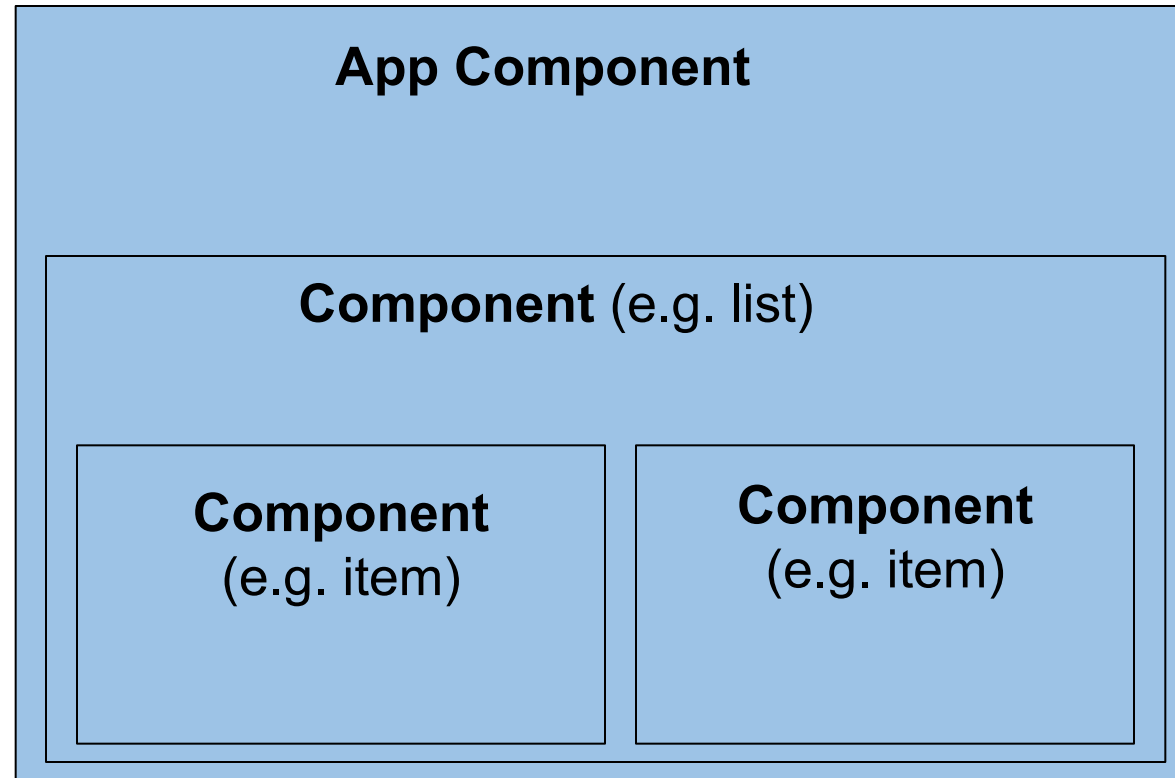 App Component
Component (e.g. list)
Component
(e.g. item)
Component
(e.g. item)